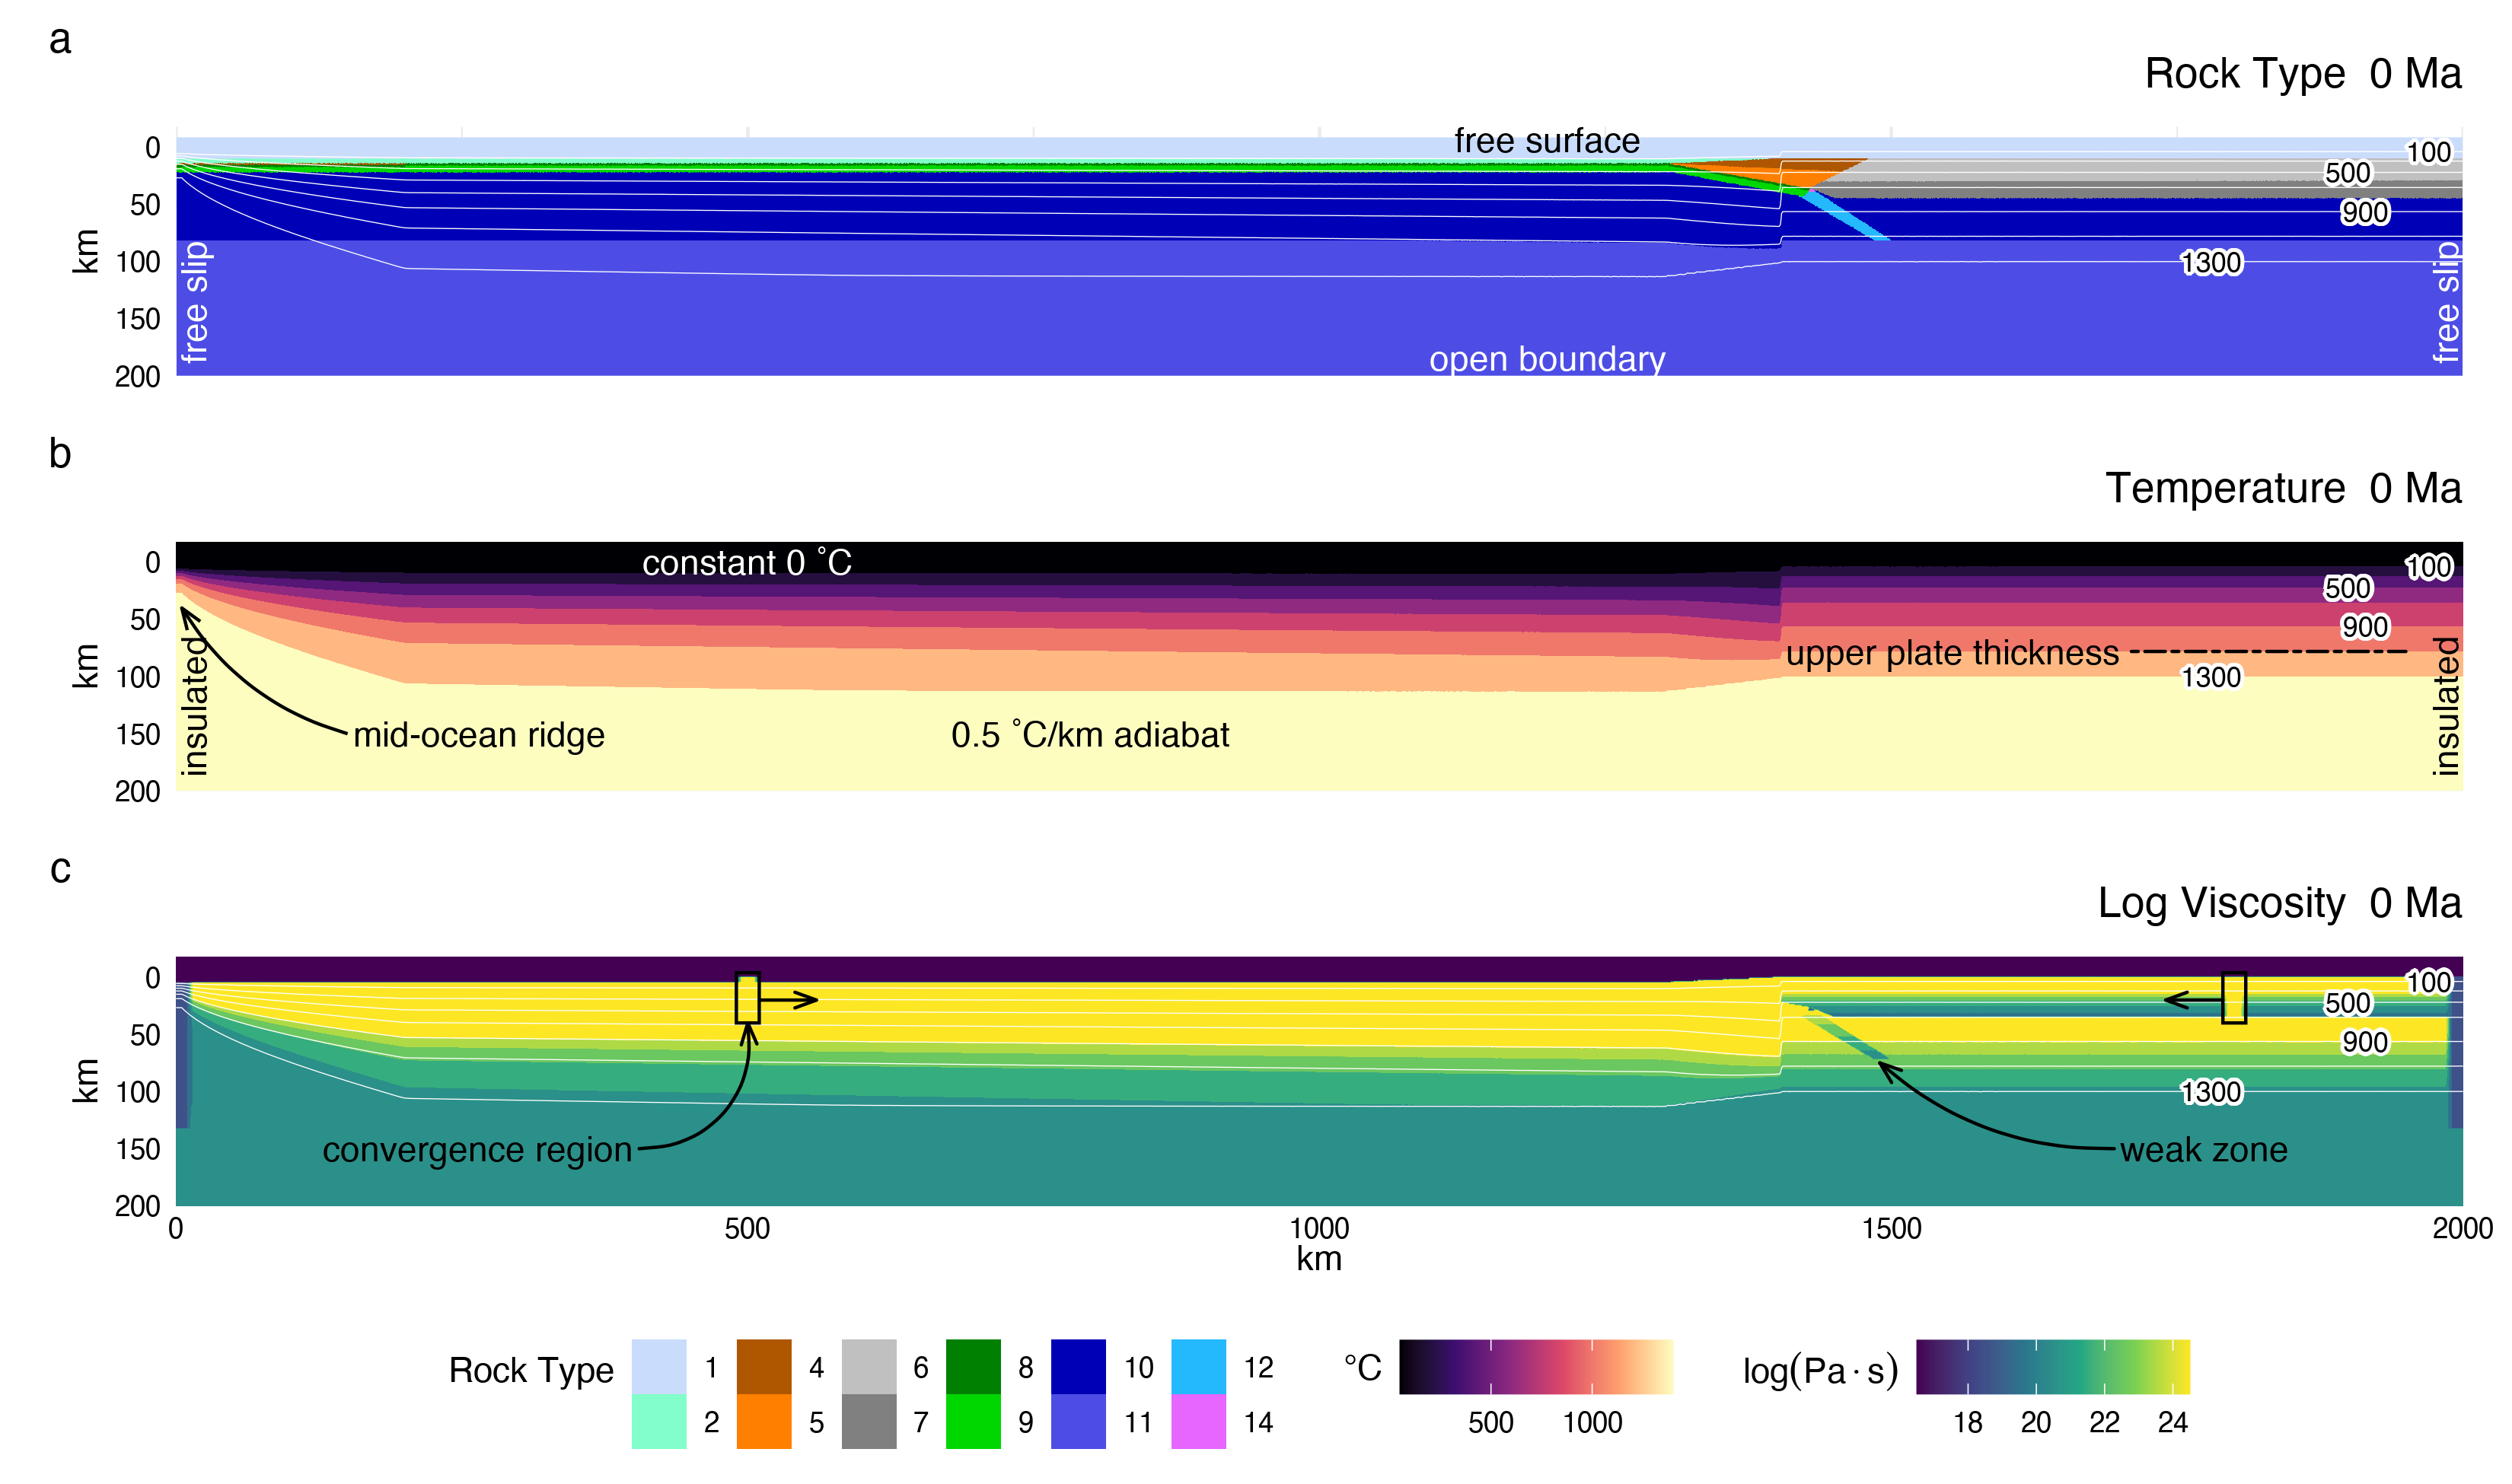 a
Rock Type 0 Ma
0
50
100
150
200
km
free surface
100
500
900
1300
free slip
free slip
open boundary
b
Temperature 0 Ma
0
50
100
150
200
km
constant 0 °C
100
500
900
upper plate thickness
1300
insulated
insulated
mid-ocean ridge
0.5 °C/km adiabat
c
Log Viscosity 0 Ma
0
50
100
150
200
km
100
500
900
1300
convergence region
weak zone
0 500 1000 1500 2000
km
Rock Type 1 4 6 8 10 12
2 5 7 9 11 14
°C
500 1000
log(Pa · s)
18 20 22 24